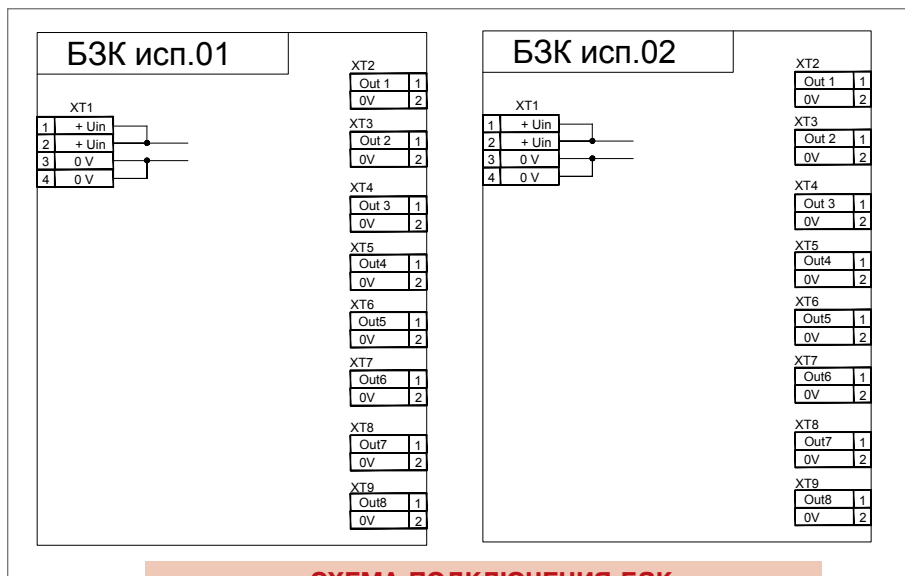 БЗК исп.01
XT1
1 + Uin
2 + Uin
3 0 V
4 0 V
XT2
Out 1 1
0V 2
XT3
Out 2 1
0V 2
XT4
Out 3 1
0V 2
XT5
Out4 1
0V 2
XT6
Out5 1
0V 2
XT7
Out6 1
0V 2
XT8
Out7 1
0V 2
XT9
Out8 1
0V 2
БЗК исп.02
XT1
1 + Uin
2 + Uin
3 0 V
4 0 V
XT2
Out 1 1
0V 2
XT3
Out 2 1
0V 2
XT4
Out 3 1
0V 2
XT5
Out4 1
0V 2
XT6
Out5 1
0V 2
XT7
Out6 1
0V 2
XT8
Out7 1
0V 2
XT9
Out8 1
0V 2
СХЕМА ПОДКЛЮЧЕНИЯ БЗК